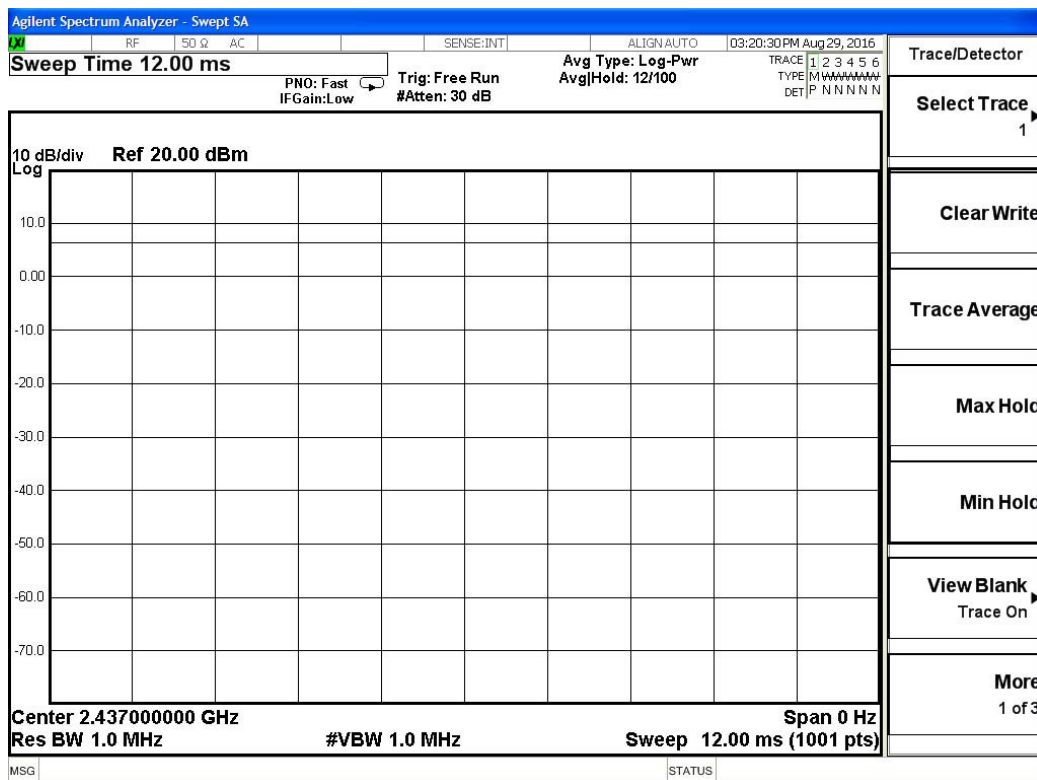 Agilent Spectrum Analyzer - Swept SA
LXI RF 50 Ω AC SENSE:INT ALIGN AUTO 03:20:30 PM Aug 29, 2016
Sweep Time 12.00 ms
PNO: Fast
IFGain:Low
Trig: Free Run
#Atten: 30 dB
Avg Type: Log-Pwr
Avg|Hold: 12/100
TRACE 1 2 3 4 5 6
TYPE M WWWWW
DET P N N N N N
10 dB/div Ref 20.00 dBm
Log
10.0
0.00
-10.0
-20.0
-30.0
-40.0
-50.0
-60.0
-70.0
Center 2.437000000 GHz Span 0 Hz
Res BW 1.0 MHz #VBW 1.0 MHz Sweep 12.00 ms (1001 pts)
MSG STATUS
Trace/Detector
Select Trace
1
Clear Write
Trace Average
Max Hold
Min Hold
View Blank
Trace On
More
1 of 3